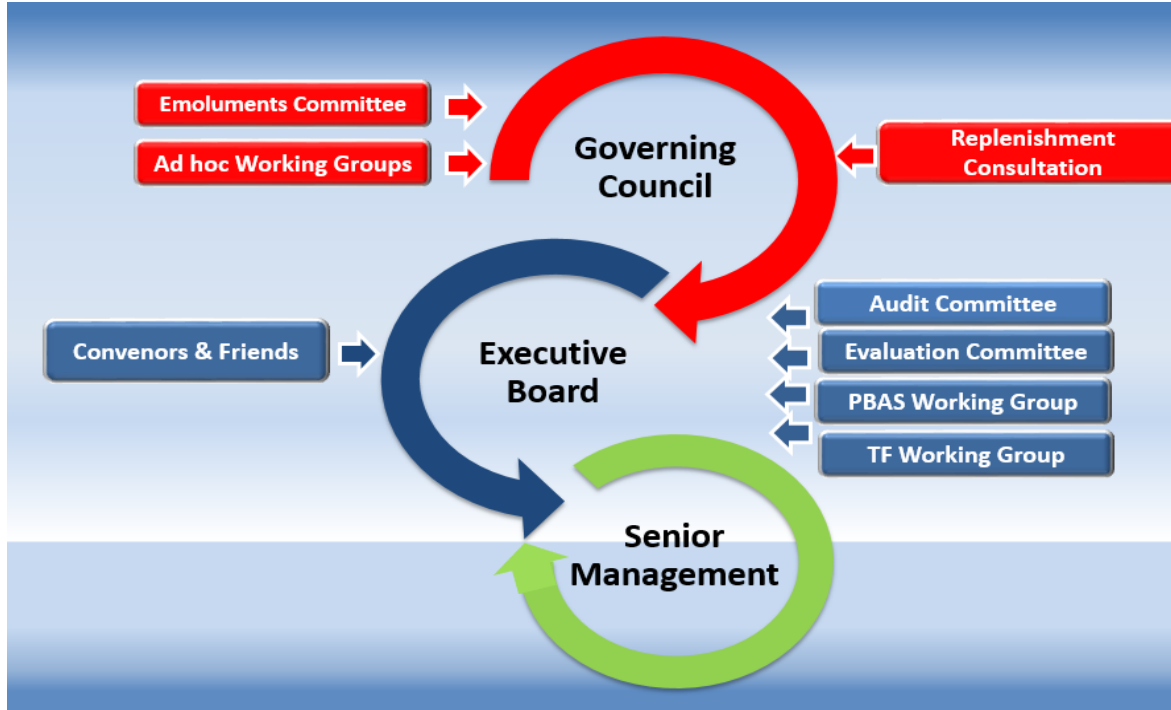 Emoluments Committee
Ad hoc Working Groups
Governing
Council
Replenishment
Consultation
Convenors & Friends
Executive
Board
Audit Committee
Evaluation Committee
PBAS Working Group
TF Working Group
Senior
Management